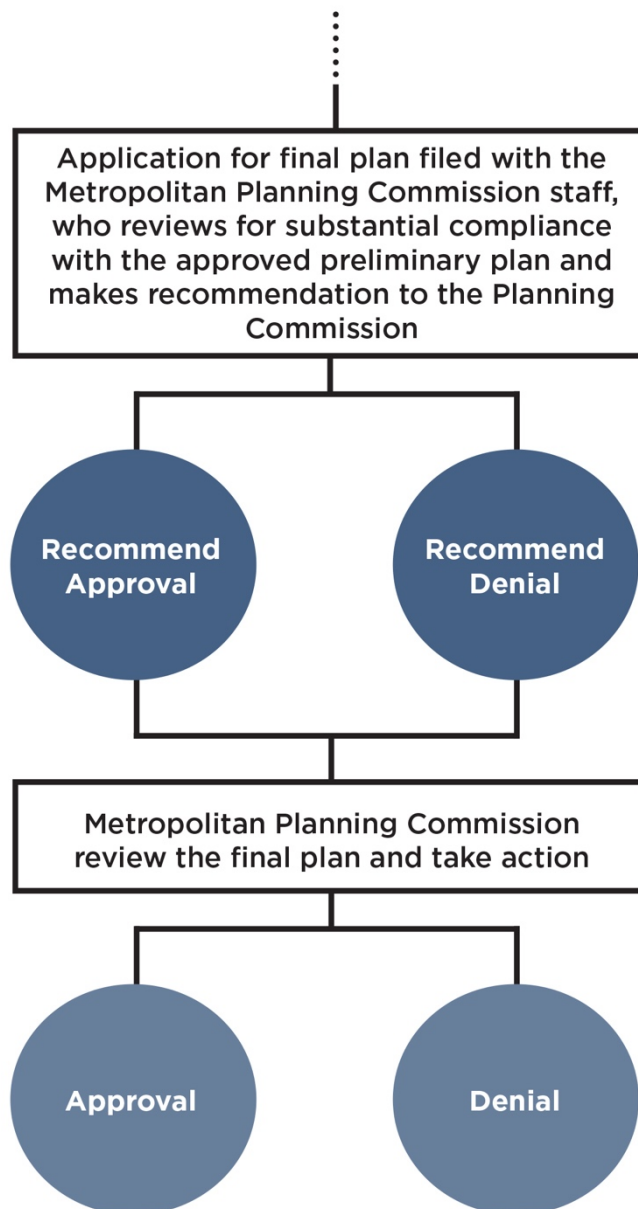 Application for final plan filed with the
Metropolitan Planning Commission staff,
who reviews for substantial compliance
with the approved preliminary plan and
makes recommendation to the Planning
Commission
Recommend
Approval
Recommend
Denial
Metropolitan Planning Commission
review the final plan and take action
Approval
Denial